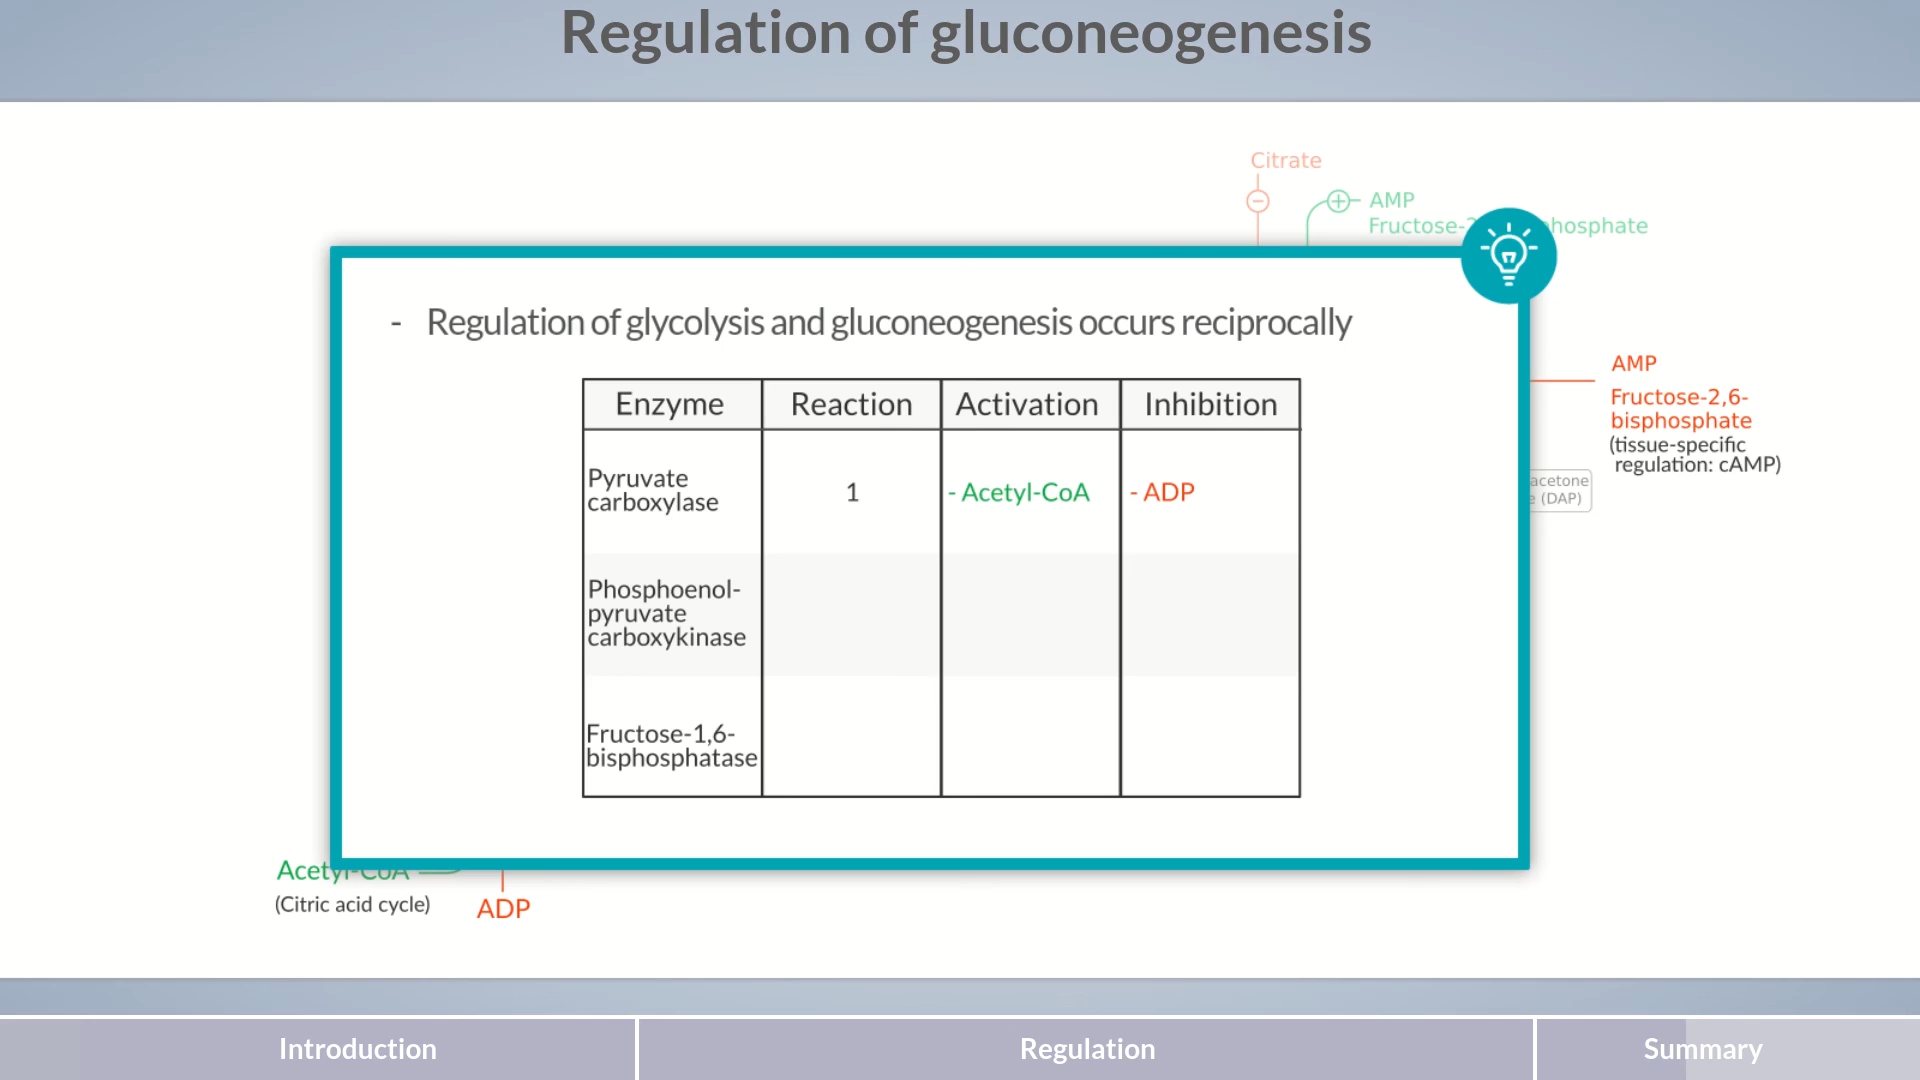 Regulation of gluconeogenesis
Citrate
AMP
Fructose-2 phosphate
- Regulation of glycolysis and gluconeogenesis occurs reciprocally
Enzyme Reaction Activation Inhibition
Pyruvate
carboxylase
1
- Acetyl-CoA
- ADP
Phosphoenol-
pyruvate
carboxykinase
Fructose-1,6-
bisphosphatase
AMP
Fructose-2,6-
bisphosphate
(tissue-specific
regulation: cAMP)
acetone
(DAP)
Acetyl-CoA
(Citric acid cycle)
ADP
Introduction Regulation Summary